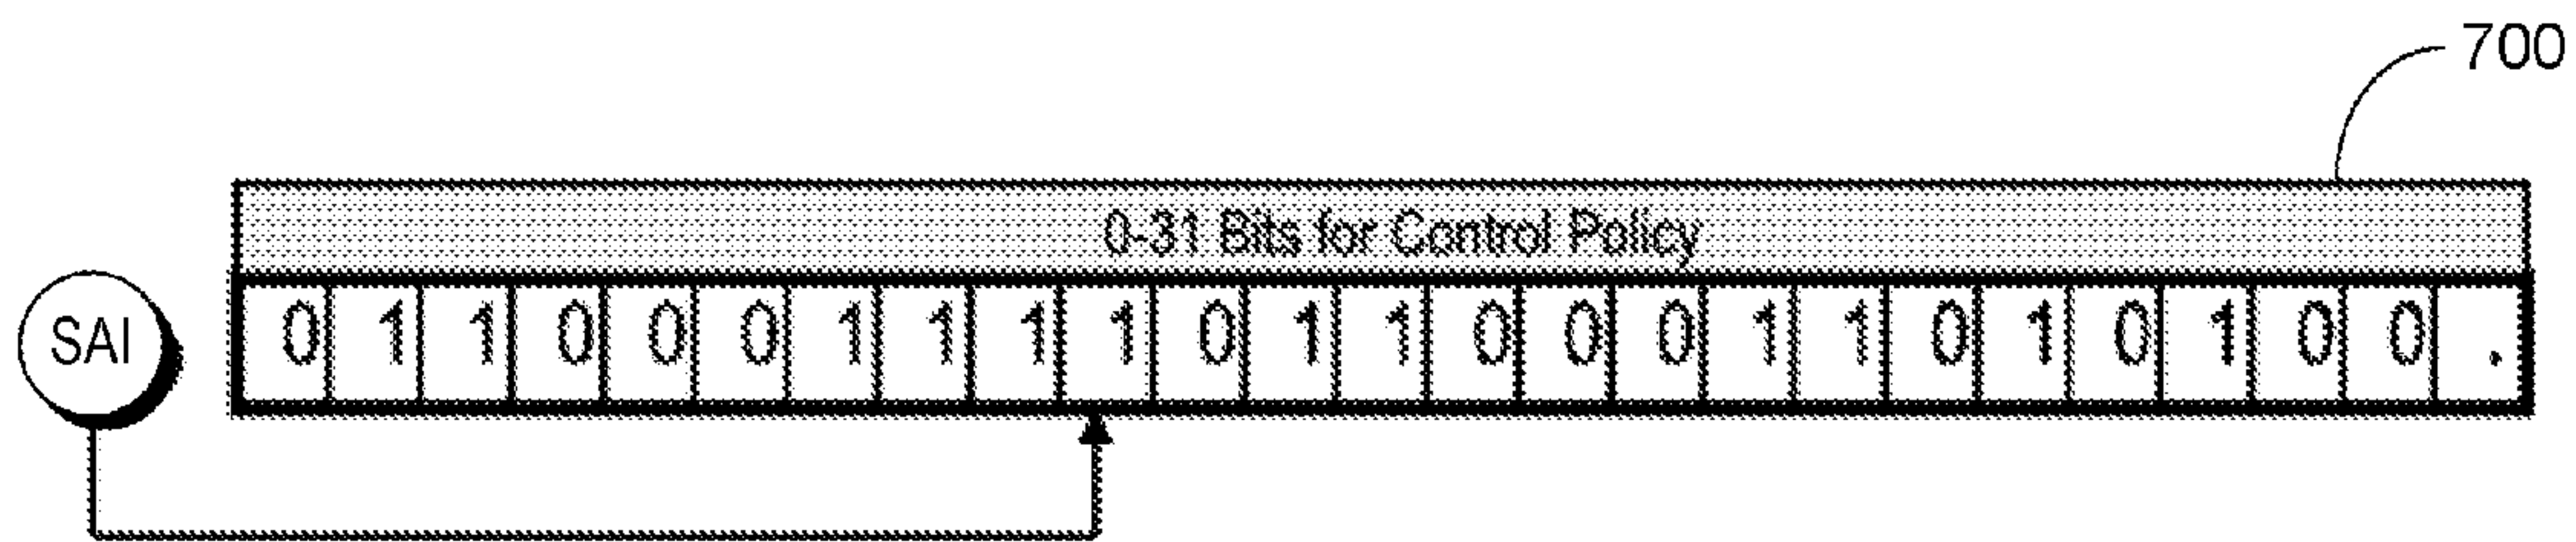 700
0-31 Bits for Control Policy
SAI
0 1 1 0 0 0 1 1 1 1 0 1 1 0 0 0 1 1 0 1 0 1 0 0 .